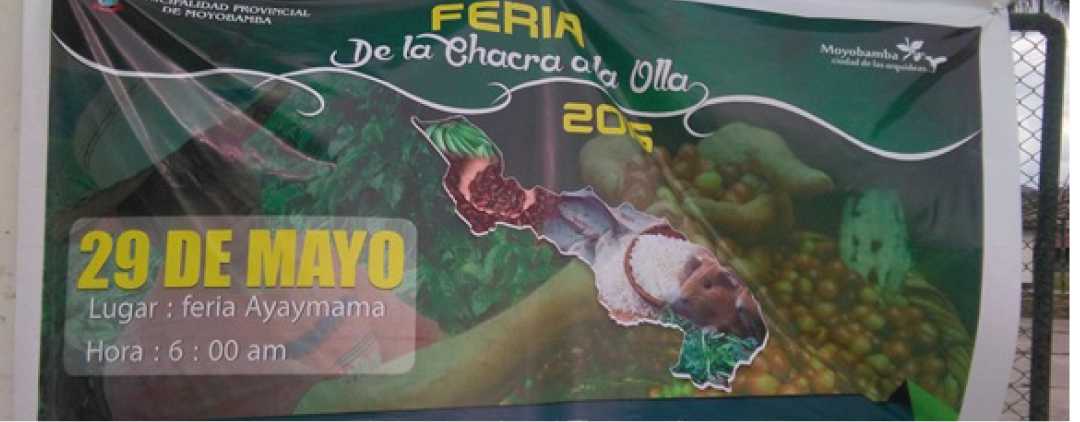 MUNICIPALIDAD PROVINCIAL
DE MOYOBAMBA
FERIA
De la Chacra a la Olla
Moyobamba
ciudad de las orquídeas
29 DE MAYO
Lugar : feria Ayaymama
Hora : 6 : 00 am